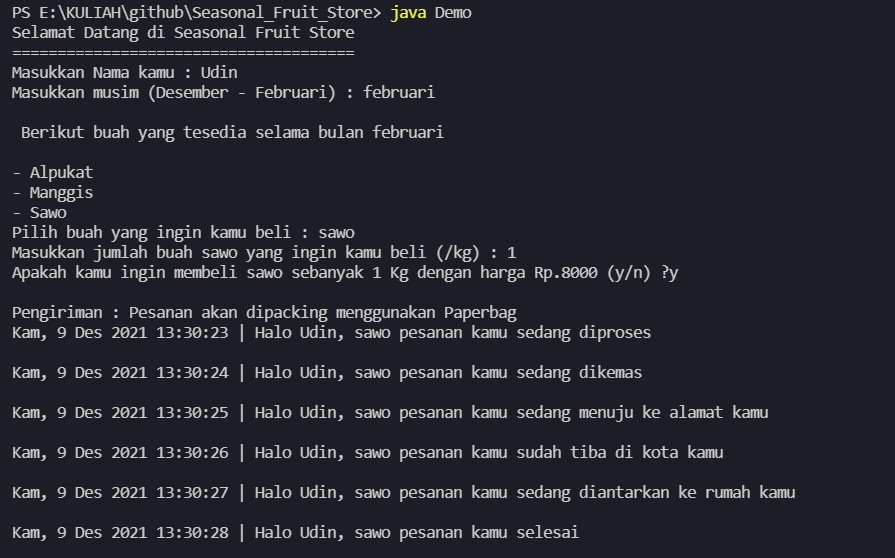 PS E:\KULIAH\github\Seasonal_Fruit_Store> java Demo
Selamat Datang di Seasonal Fruit Store
======================================
Masukkan Nama kamu : Udin
Masukkan musim (Desember - Februari) : februari
Berikut buah yang tesedia selama bulan februari
- Alpukat
- Manggis
- Sawo
Pilih buah yang ingin kamu beli : sawo
Masukkan jumlah buah sawo yang ingin kamu beli (/kg) : 1
Apakah kamu ingin membeli sawo sebanyak 1 Kg dengan harga Rp.8000 (y/n) ?y
Pengiriman : Pesanan akan dipacking menggunakan Paperbag
Kam, 9 Des 2021 13:30:23 | Halo Udin, sawo pesanan kamu sedang diproses
Kam, 9 Des 2021 13:30:24 | Halo Udin, sawo pesanan kamu sedang dikemas
Kam, 9 Des 2021 13:30:25 | Halo Udin, sawo pesanan kamu sedang menuju ke alamat kamu
Kam, 9 Des 2021 13:30:26 | Halo Udin, sawo pesanan kamu sudah tiba di kota kamu
Kam, 9 Des 2021 13:30:27 | Halo Udin, sawo pesanan kamu sedang diantarkan ke rumah kamu
Kam, 9 Des 2021 13:30:28 | Halo Udin, sawo pesanan kamu selesai